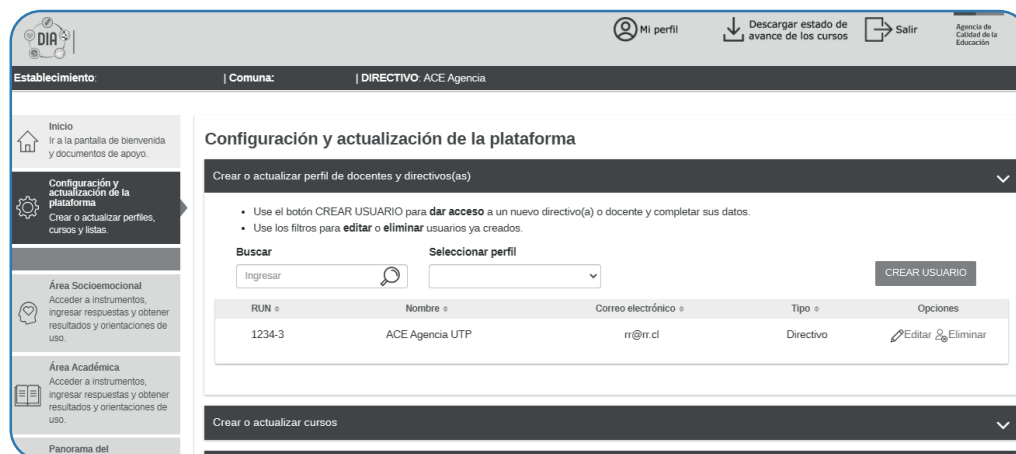 DIA
Mi perfil
Descargar estado de
avance de los cursos
Salir
Agencia de
Calidad de la
Educación
Establecimiento:
| Comuna:
| DIRECTIVO: ACE Agencia
Inicio
Ir a la pantalla de bienvenida
y documentos de apoyo.
Configuración y
actualización de la
plataforma
Crear o actualizar perfiles,
cursos y listas.
Área Socioemocional
Acceder a instrumentos,
ingresar respuestas y obtener
resultados y orientaciones de
uso.
Área Académica
Acceder a instrumentos,
ingresar respuestas y obtener
resultados y orientaciones de
uso.
Panorama del
Configuración y actualización de la plataforma
Crear o actualizar perfil de docentes y directivos(as)
• Use el botón CREAR USUARIO para dar acceso a un nuevo directivo(a) o docente y completar sus datos.
• Use los filtros para editar o eliminar usuarios ya creados.
Buscar
Seleccionar perfil
Ingresar
CREAR USUARIO
RUN Nombre Correo electrónico Tipo Opciones
1234-3 ACE Agencia UTP rr@rr.cl Directivo Editar Eliminar
Crear o actualizar cursos